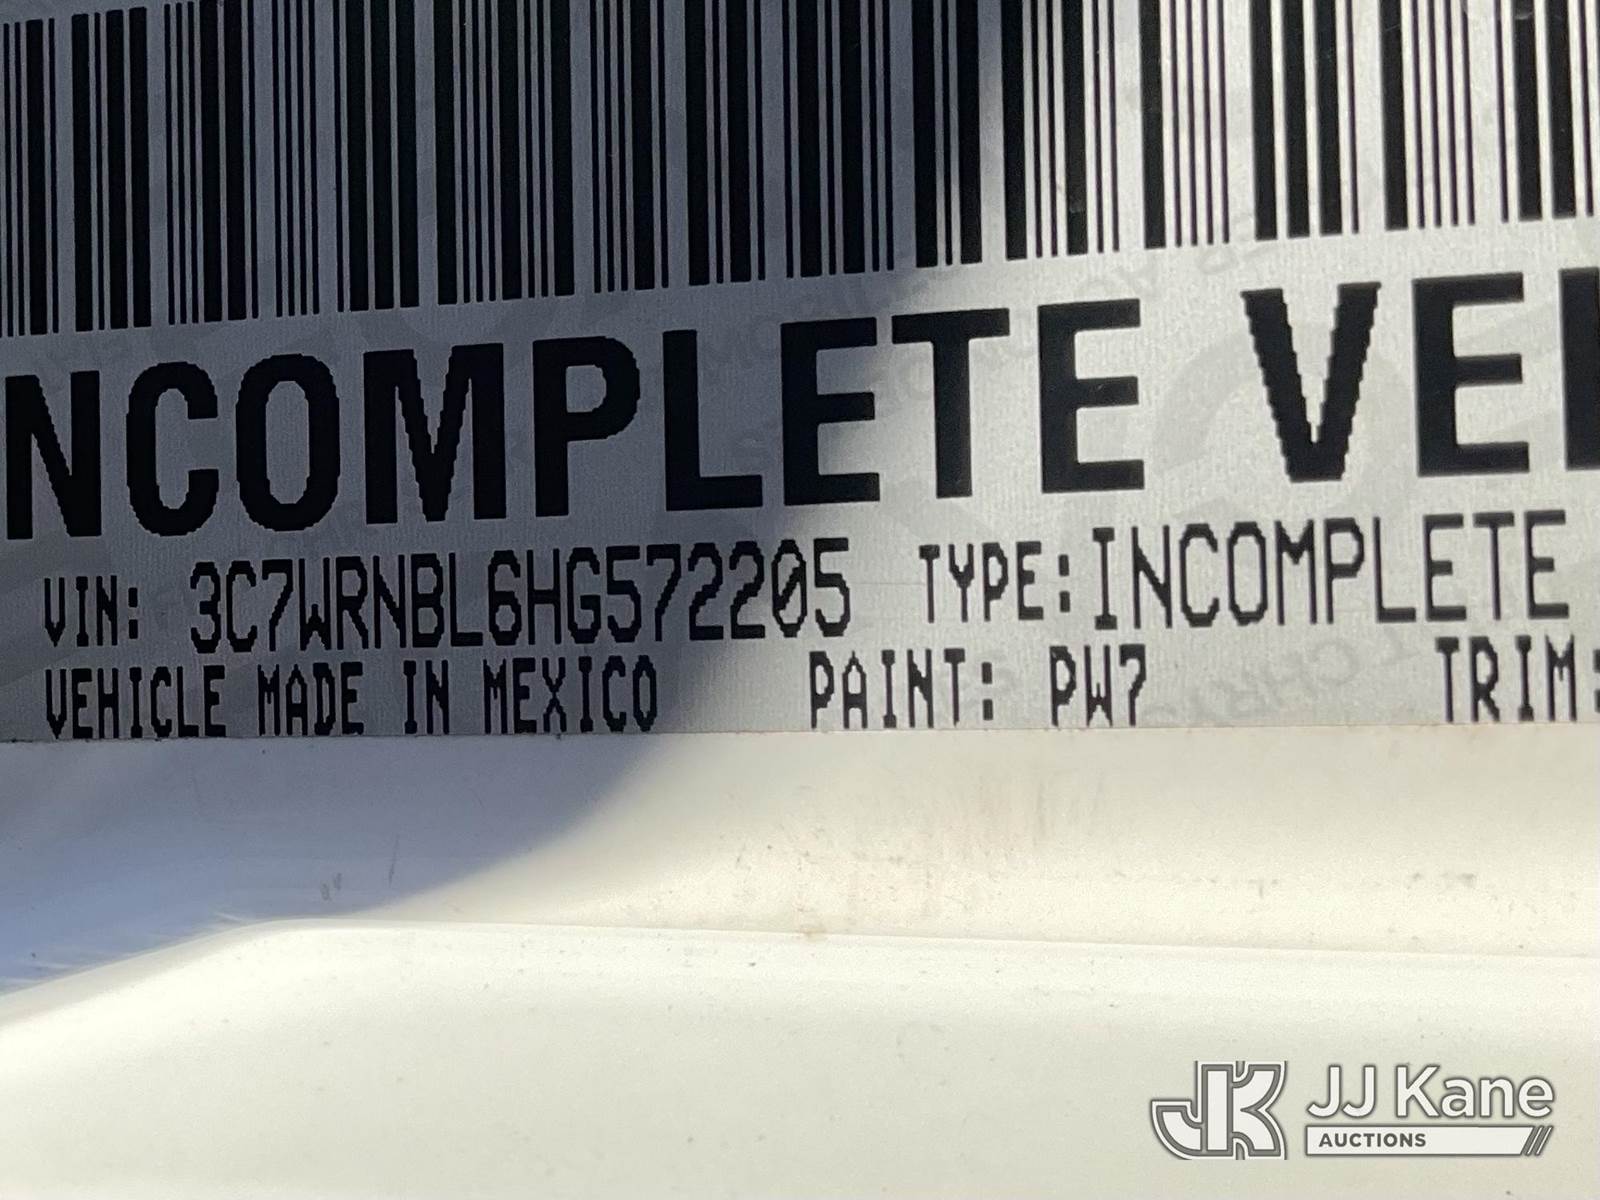 NCOMPLETE VE
VIN: 3C7WRNBL6HG572205 TYPE: INCOMPLETE
VEHICLE MADE IN MEXICO PAINT: PW7 TRIM:
JJ Kane
AUCTIONS